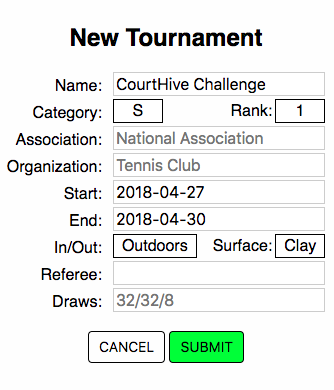 New Tournament
Name: CourtHive Challenge
Category: S Rank: 1
Association: National Association
Organization: Tennis Club
Start: 2018-04-27
End: 2018-04-30
In/Out: Outdoors Surface: Clay
Referee:
Draws: 32/32/8
CANCEL SUBMIT